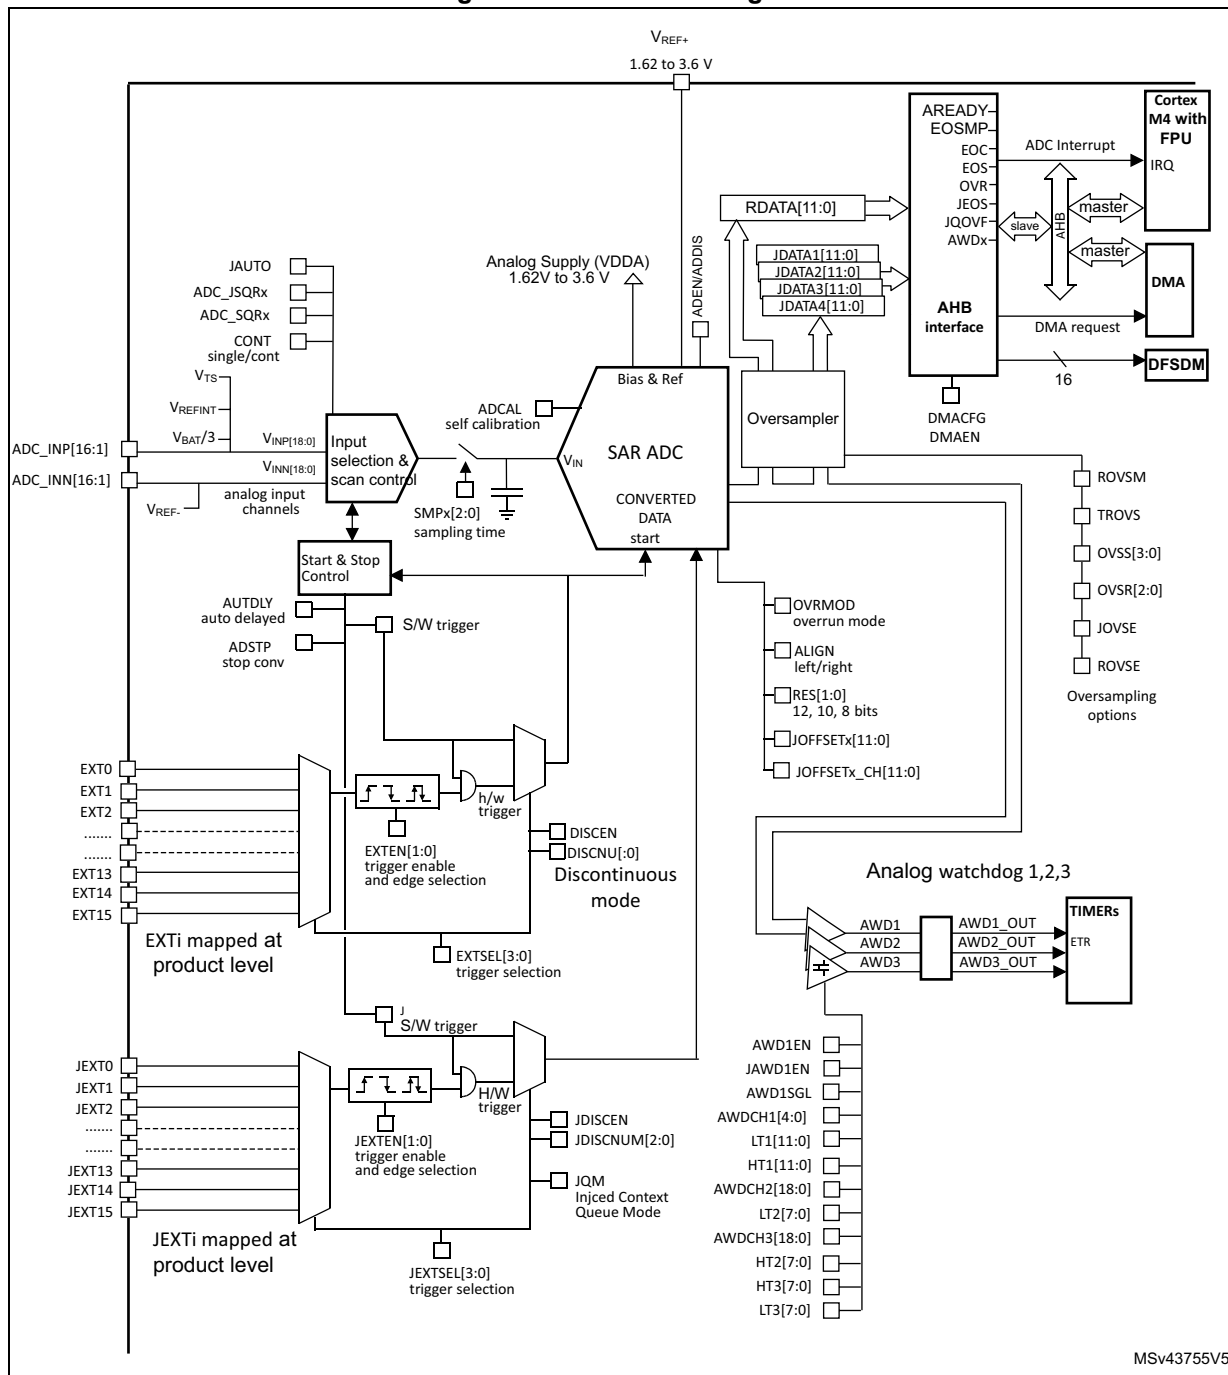 VREF+
1.62 to 3.6 V
Cortex
M4 with
FPU
IRQ
AREADY
EOSMP
EOC
EOS
OVR
JEOS
JQOVF
AWDx
ADC Interrupt
slave
AHB
master
master
DMA
AHB
interface
DMA request
16
DFSDM
DMACFG
DMAEN
RDATA[11:0]
JDATA1[11:0]
JDATA2[11:0]
JDATA3[11:0]
JDATA4[11:0]
Analog Supply (VDDA)
1.62V to 3.6 V
ADEN/ADDIS
JAUTO
ADC_JSQRx
ADC_SQRx
CONT
single/cont
VTS
VREFINT
VBAT/3
ADC_INP[16:1]
ADC_INN[16:1]
VINP[18:0]
VINN[18:0]
VREF-
analog input
channels
Input
selection &
scan control
ADCAL
self calibration
SMPx[2:0]
sampling time
Bias & Ref
SAR ADC
VIN
CONVERTED
DATA
start
Oversampler
ROVSM
TROVS
OVSS[3:0]
OVSR[2:0]
JOVSE
ROVSE
Oversampling
options
Start & Stop
Control
AUTDLY
auto delayed
ADSTP
stop conv
S/W trigger
OVRMOD
overrun mode
ALIGN
left/right
RES[1:0]
12, 10, 8 bits
JOFFSETx[11:0]
JOFFSETx_CH[11:0]
EXT0
EXT1
EXT2
.......
.......
EXT13
EXT14
EXT15
EXTi mapped at
product level
h/w
trigger
EXTEN[1:0]
trigger enable
and edge selection
DISCEN
DISCNU[:0]
Discontinuous
mode
EXTSEL[3:0]
trigger selection
Analog watchdog 1,2,3
AWD1
AWD2
AWD3
AWD1_OUT
AWD2_OUT
AWD3_OUT
TIMERs
ETR
J
S/W trigger
JEXT0
JEXT1
JEXT2
.......
.......
JEXT13
JEXT14
JEXT15
JEXTi mapped at
product level
H/W
trigger
JEXTEN[1:0]
trigger enable
and edge selection
JDISCEN
JDISCNUM[2:0]
JQM
Injced Context
Queue Mode
JEXTSEL[3:0]
trigger selection
AWD1EN
JAWD1EN
AWD1SGL
AWDCH1[4:0]
LT1[11:0]
HT1[11:0]
AWDCH2[18:0]
LT2[7:0]
AWDCH3[18:0]
HT2[7:0]
HT3[7:0]
LT3[7:0]
MSv43755V5